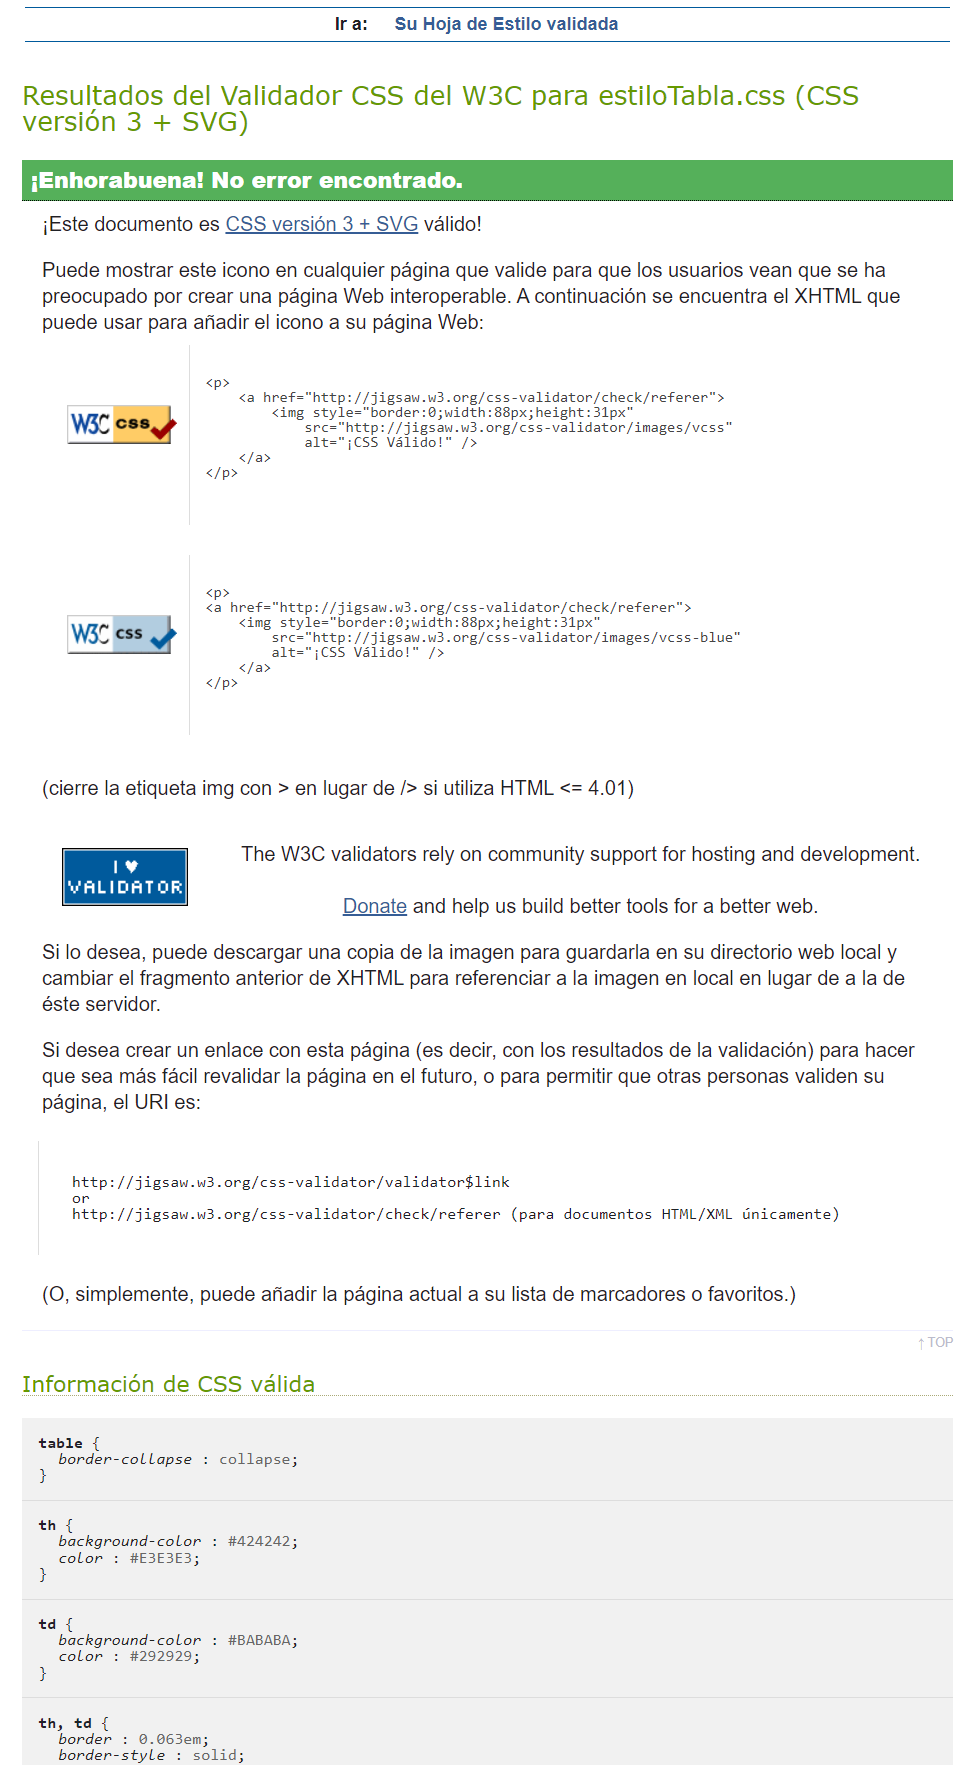 Ir a: Su Hoja de Estilo validada
Resultados del Validador CSS del W3C para estiloTabla.css (CSS
versión 3 + SVG)
¡Enhorabuena! No error encontrado.
¡Este documento es CSS versión 3 + SVG válido!
Puede mostrar este icono en cualquier página que valide para que los usuarios vean que se ha
preocupado por crear una página Web interoperable. A continuación se encuentra el XHTML que
puede usar para añadir el icono a su página Web:
<p>
<a href="http://jigsaw.w3.org/css-validator/check/referer">
<img style="border:0;width:88px;height:31px"
W3C css
src="http://jigsaw.w3.org/css-validator/images/vcss"
alt="¡CSS Válido!" />
</a>
</p>
<p>
<a href="http://jigsaw.w3.org/css-validator/check/referer">
<img style="border:0;width:88px;height:31px"
W3C css
src="http://jigsaw.w3.org/css-validator/images/vcss-blue"
alt="¡CSS Válido!" />
</a>
</p>
(cierre la etiqueta img con > en lugar de /> si utiliza HTML <= 4.01)
I ♥
VALIDATOR
The W3C validators rely on community support for hosting and development.
Donate and help us build better tools for a better web.
Si lo desea, puede descargar una copia de la imagen para guardarla en su directorio web local y
cambiar el fragmento anterior de XHTML para referenciar a la imagen en local en lugar de a la de
éste servidor.
Si desea crear un enlace con esta página (es decir, con los resultados de la validación) para hacer
que sea más fácil revalidar la página en el futuro, o para permitir que otras personas validen su
página, el URI es:
http://jigsaw.w3.org/css-validator/validator$link
or
http://jigsaw.w3.org/css-validator/check/referer (para documentos HTML/XML únicamente)
(O, simplemente, puede añadir la página actual a su lista de marcadores o favoritos.)
↑ TOP
Información de CSS válida
table {
border-collapse : collapse;
}
th {
background-color : #424242;
color : #E3E3E3;
}
td {
background-color : #BABABA;
color : #292929;
}
th, td {
border : 0.063em;
border-style : solid;